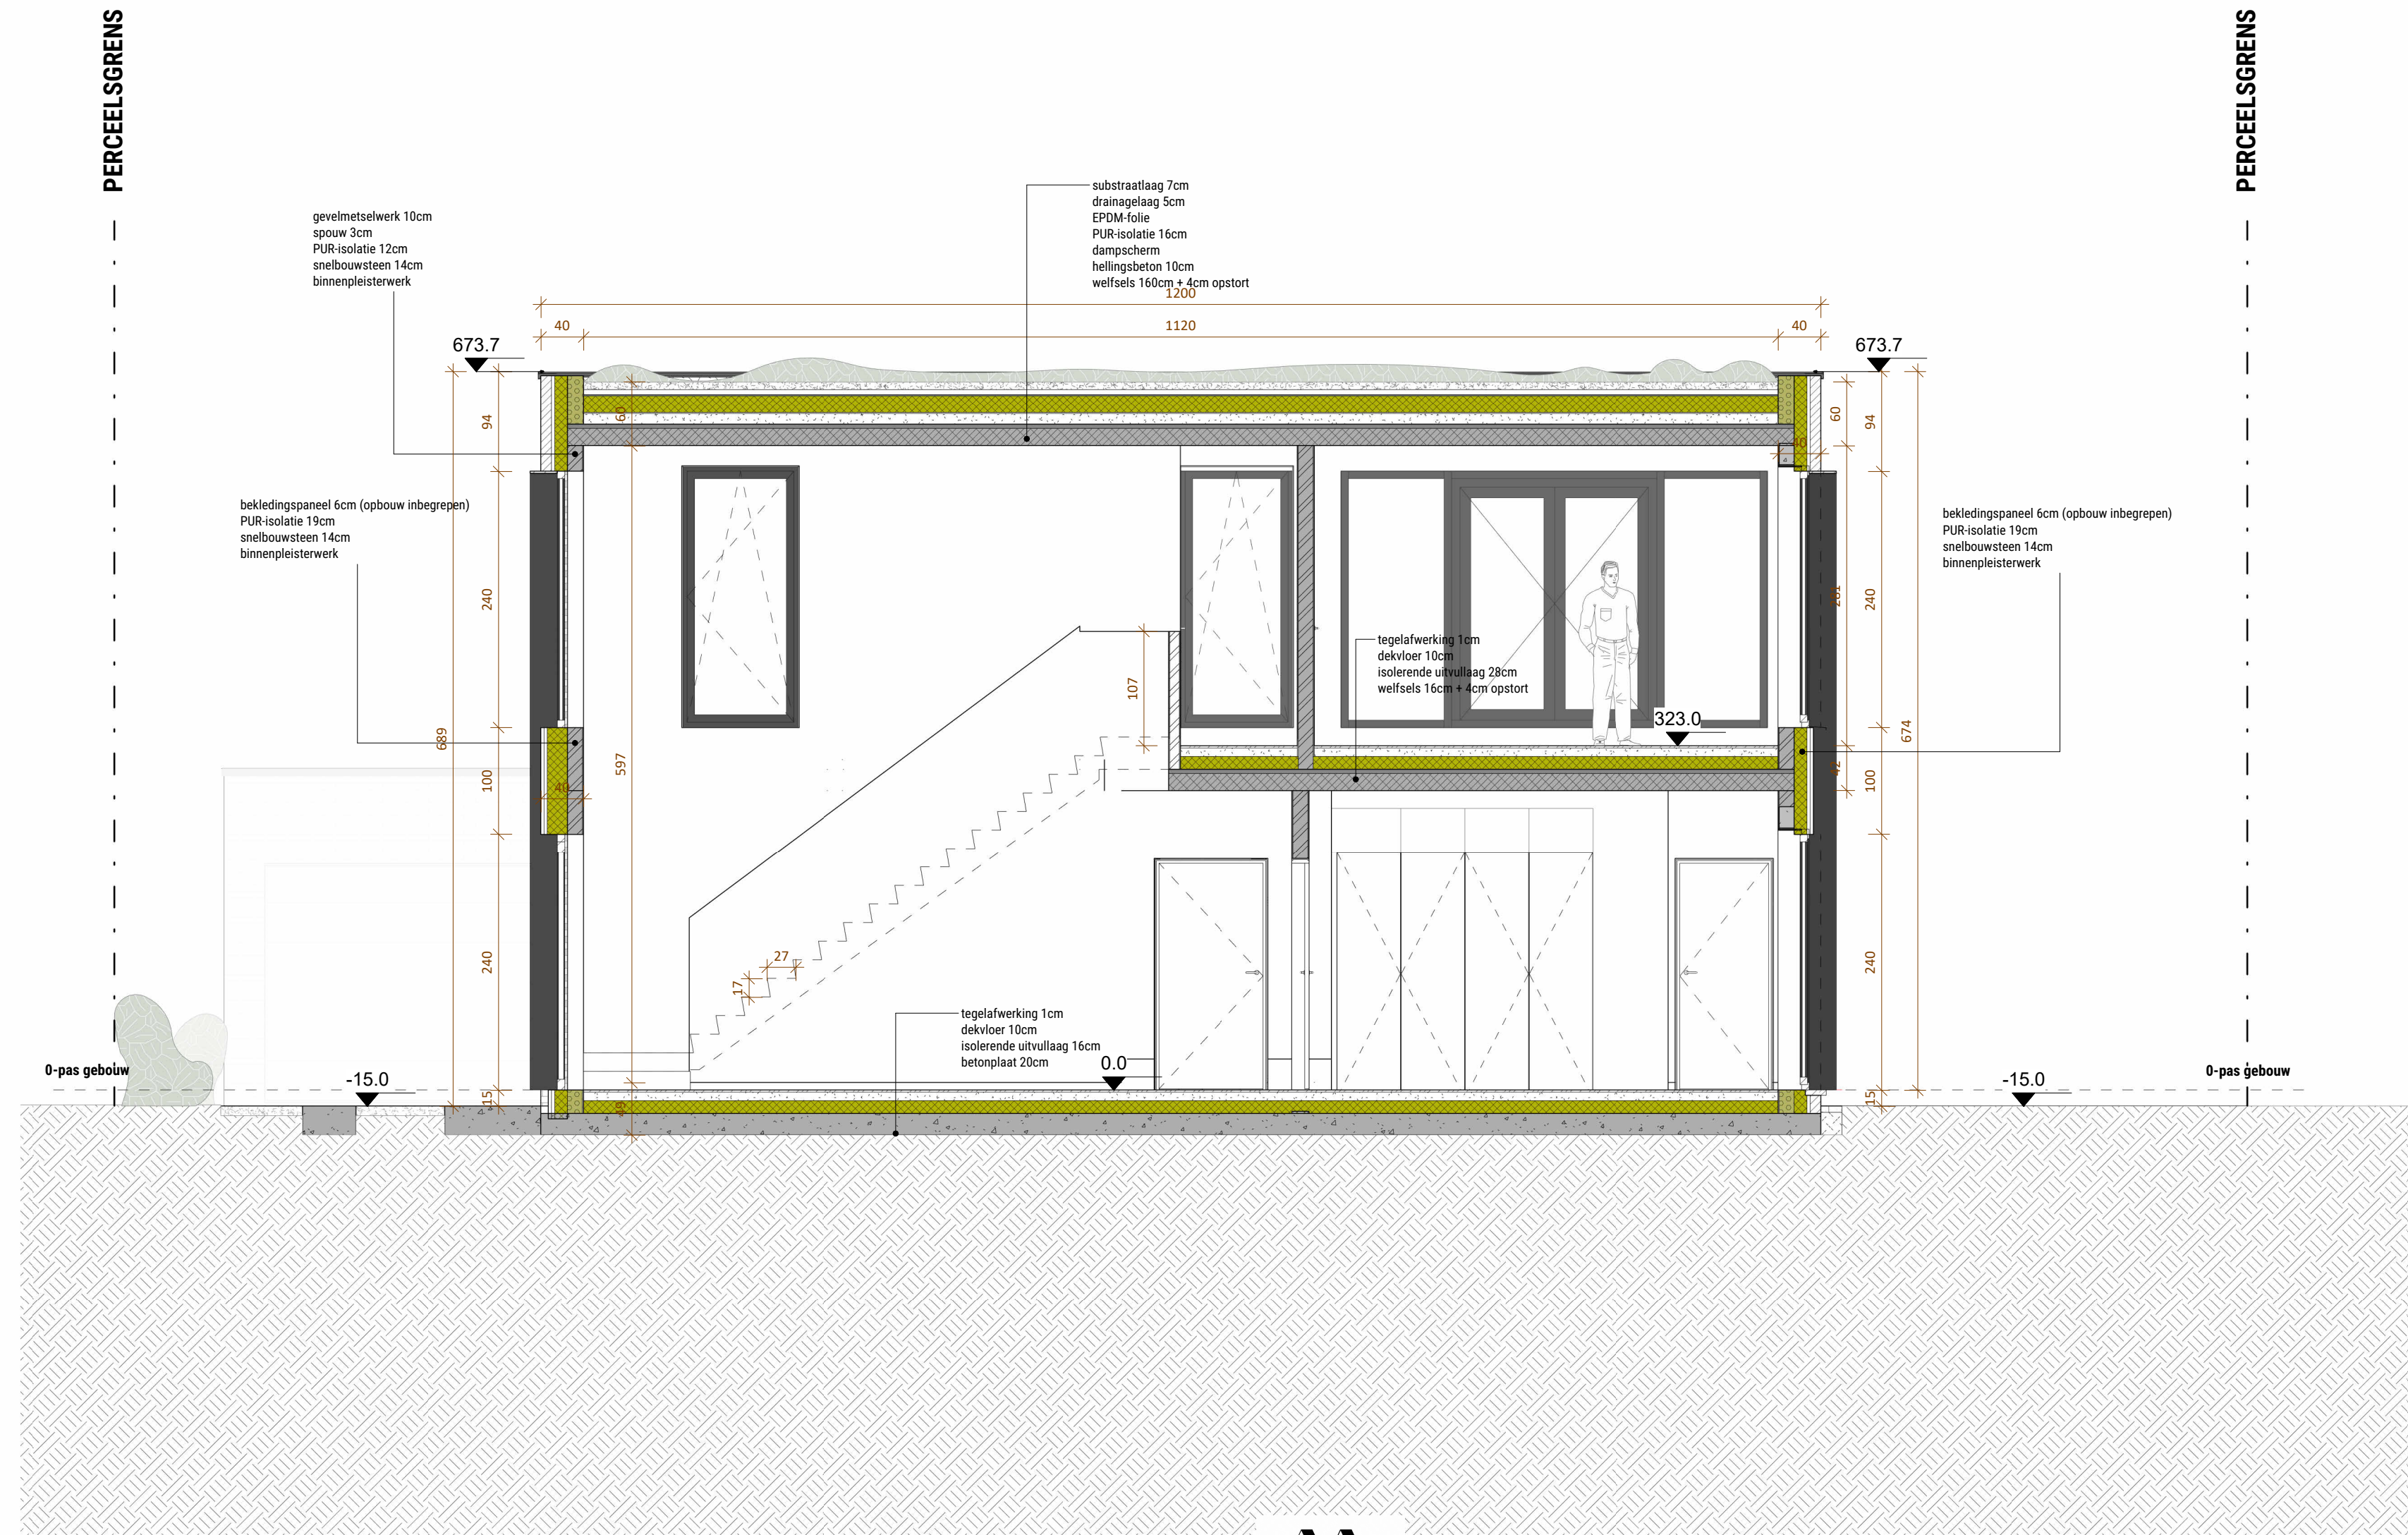 PERCEELSGRENS
PERCEELSGRENS
substraatlaag 7cm
drainagelaag 5cm
EPDM-folie
PUR-isolatie 16cm
dampscherm
hellingsbeton 10cm
welfsels 160cm + 4cm opstort
gevelmetselwerk 10cm
spouw 3cm
PUR-isolatie 12cm
snelbouwsteen 14cm
binnenpleisterwerk
1200
40
1120
40
673.7
673.7
94
60
60
94
40
bekledingspaneel 6cm (opbouw inbegrepen)
PUR-isolatie 19cm
snelbouwsteen 14cm
binnenpleisterwerk
bekledingspaneel 6cm (opbouw inbegrepen)
PUR-isolatie 19cm
snelbouwsteen 14cm
binnenpleisterwerk
240
240
tegelafwerking 1cm
dekvloer 10cm
isolerende uitvullaag 28cm
welfsels 16cm + 4cm opstort
107
323.0
689
597
674
100
40
42
100
240
240
27
17
tegelafwerking 1cm
dekvloer 10cm
isolerende uitvullaag 16cm
betonplaat 20cm
0.0
0-pas gebouw
0-pas gebouw
-15.0
-15.0
15
15